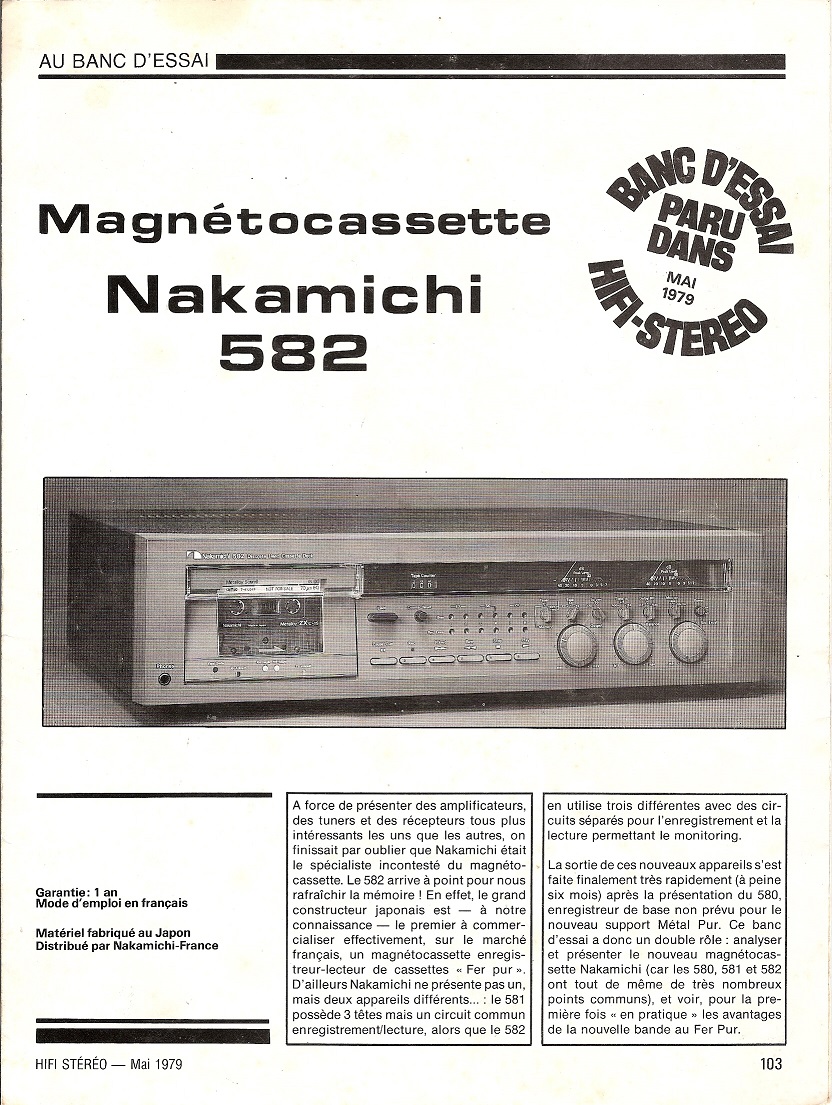 AU BANC D'ESSAI
Magnétocassette
Nakamichi
582
BANC D'ESSAI
PARU
DANS
MAI
1979
HIFI-STEREO
Nakamichi 582
Tape Counter
Metalloy
ZX
Garantie: 1 an
Mode d'emploi en français
Matériel fabriqué au Japon
Distribué par Nakamichi-France
A force de présenter des amplificateurs,
des tuners et des récepteurs tous plus
intéressants les uns que les autres, on
finissait par oublier que Nakamichi était
le spécialiste incontesté du magnéto-
cassette. Le 582 arrive à point pour nous
rafraîchir la mémoire ! En effet, le grand
constructeur japonais est — à notre
connaissance — le premier à commer-
cialiser effectivement, sur le marché
français, un magnétocassette enregis-
treur-lecteur de cassettes « Fer pur ».
D'ailleurs Nakamichi ne présente pas un,
mais deux appareils différents... : le 581
possède 3 têtes mais un circuit commun
enregistrement/lecture, alors que le 582
en utilise trois différentes avec des cir-
cuits séparés pour l'enregistrement et la
lecture permettant le monitoring.
La sortie de ces nouveaux appareils s'est
faite finalement très rapidement (à peine
six mois) après la présentation du 580,
enregistreur de base non prévu pour le
nouveau support Métal Pur. Ce banc
d'essai a donc un double rôle : analyser
et présenter le nouveau magnétocas-
sette Nakamichi (car les 580, 581 et 582
ont tout de même de très nombreux
points communs), et voir, pour la pre-
mière fois « en pratique » les avantages
de la nouvelle bande au Fer Pur.
HIFI STÉRÉO — Mai 1979
103